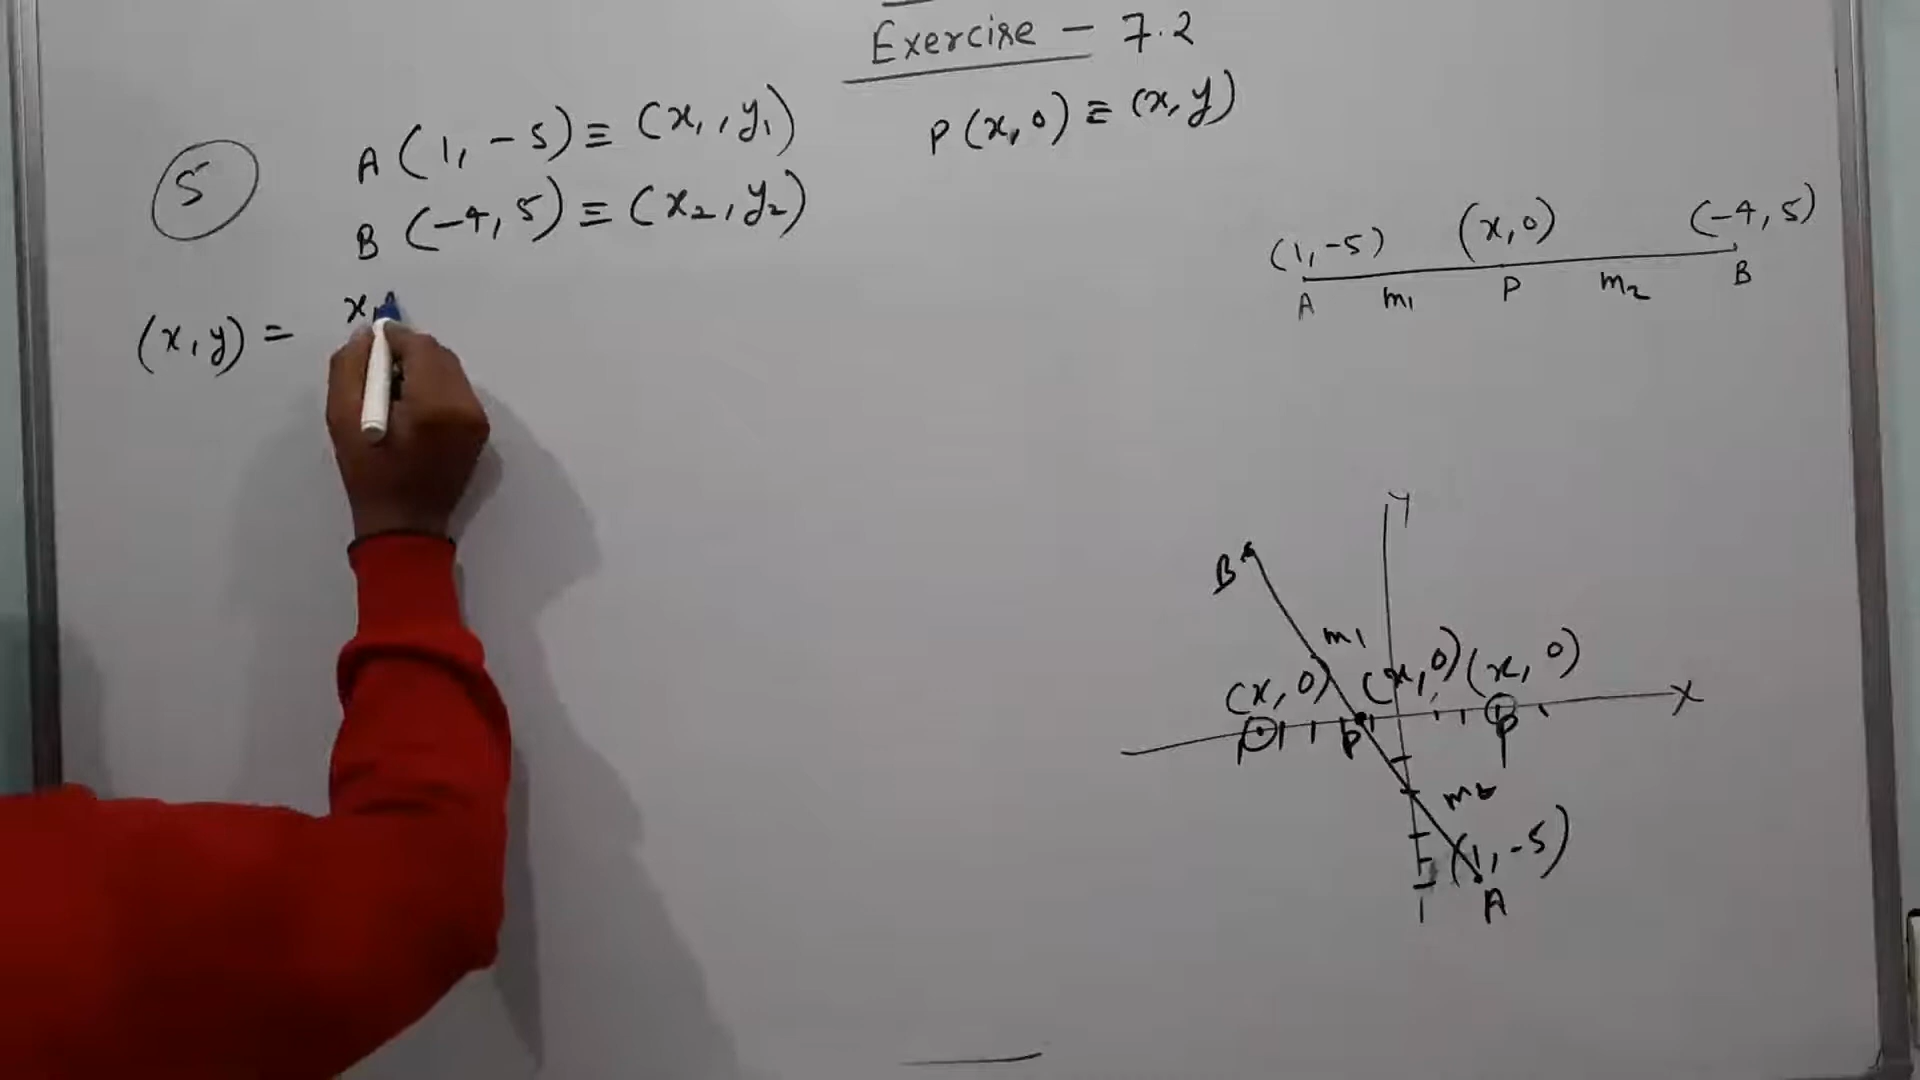 Exercise - 7.2
5
A (1, -5) ≡ (x₁, y₁)
P (x, 0) ≡ (x, y)
B (-4, 5) ≡ (x₂, y₂)
(x, y) = x₁
(1, -5) (x, 0) (-4, 5)
A m₁ P m₂ B
Y
B
m₁
(x, 0) (x, 0) (x, 0)
X
P P P
m₂
(1, -5)
A